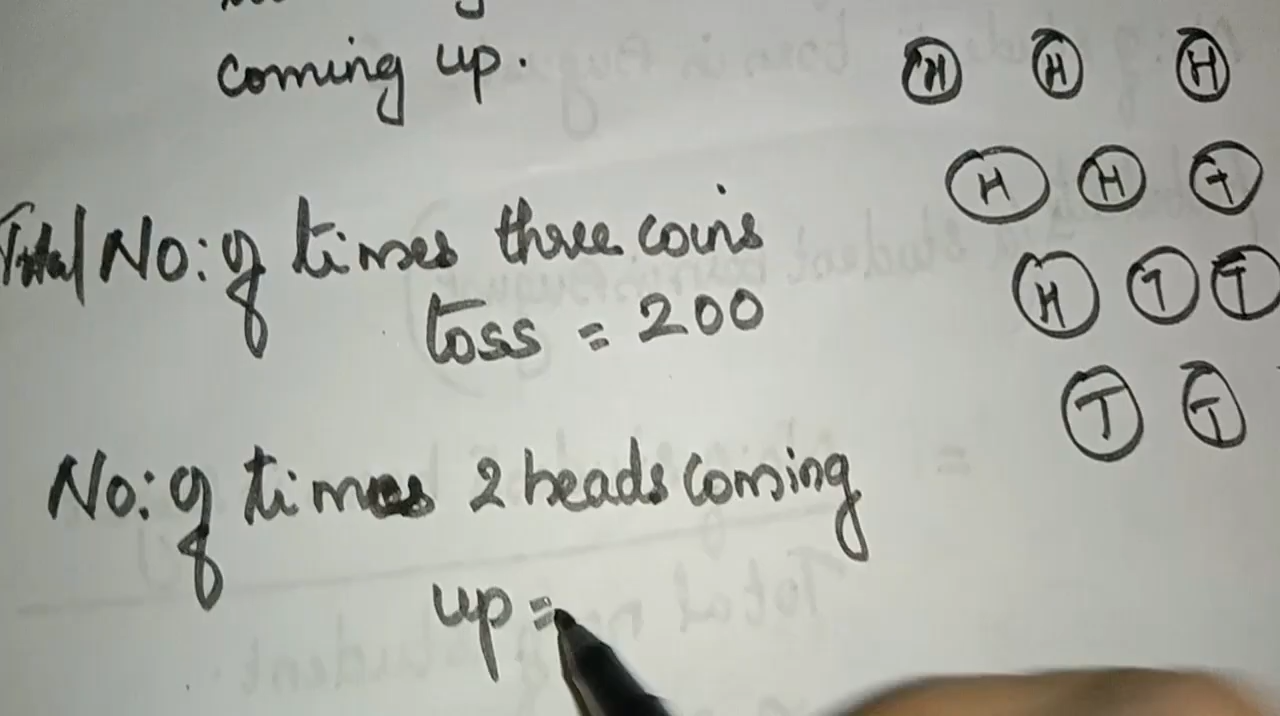 coming up.
Total No: of times three coins
toss = 200
No: of times 2 heads coming
up =
H H H
H H T
H T T
T T